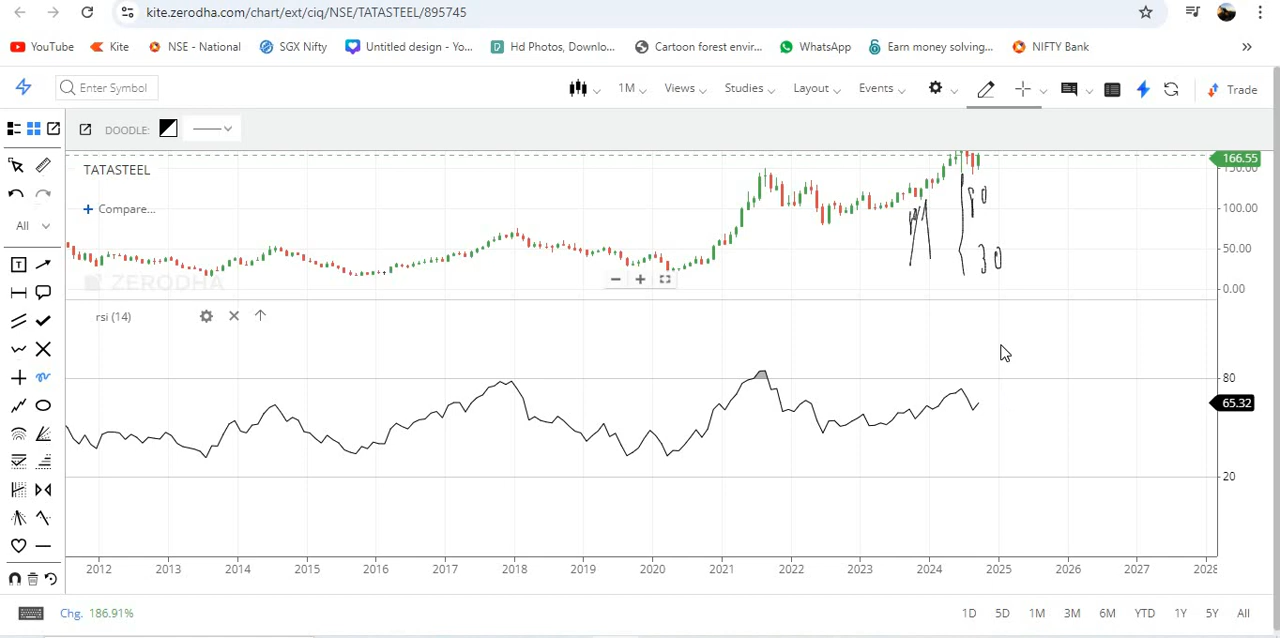 kite.zerodha.com/chart/ext/ciq/NSE/TATASTEEL/895745
YouTube Kite NSE - National SGX Nifty Untitled design - Yo... Hd Photos, Downlo... Cartoon forest envir... WhatsApp Earn money solving... NIFTY Bank »
Enter Symbol 1M Views Studies Layout Events Trade
DOODLE:
TATASTEEL
166.55
150.00
Compare...
100.00
50.00
30
ZERODHA
0.00
All
T
rsi (14)
80
65.32
20
2012 2013 2014 2015 2016 2017 2018 2019 2020 2021 2022 2023 2024 2025 2026 2027 2028
Chg. 186.91% 1D 5D 1M 3M 6M YTD 1Y 5Y All